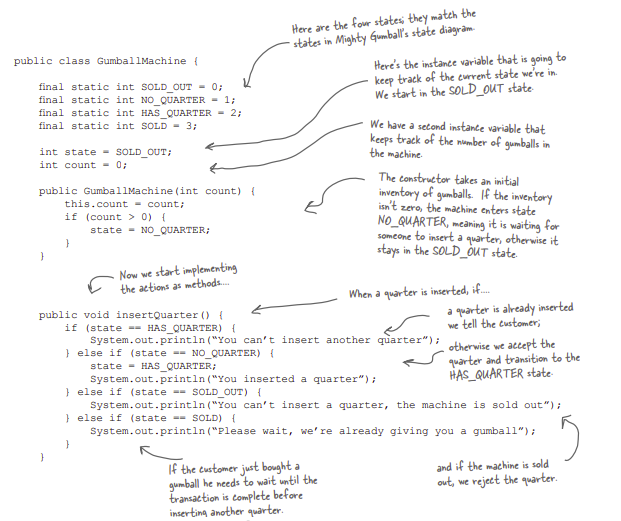 Here are the four states; they match the
states in Mighty Gumball's state diagram.
public class GumballMachine {
final static int SOLD_OUT = 0;
final static int NO_QUARTER = 1;
final static int HAS_QUARTER = 2;
final static int SOLD = 3;
Here's the instance variable that is going to
keep track of the current state we're in.
We start in the SOLD_OUT state.
int state = SOLD_OUT;
int count = 0;
We have a second instance variable that
keeps track of the number of gumballs in
the machine.
public GumballMachine(int count) {
this.count = count;
if (count > 0) {
state = NO_QUARTER;
}
}
The constructor takes an initial
inventory of gumballs. If the inventory
isn't zero, the machine enters state
NO_QUARTER, meaning it is waiting for
someone to insert a quarter, otherwise it
stays in the SOLD_OUT state.
Now we start implementing
the actions as methods....
When a quarter is inserted, if....
public void insertQuarter() {
if (state == HAS_QUARTER) {
System.out.println(“You can’t insert another quarter”);
} else if (state == NO_QUARTER) {
state = HAS_QUARTER;
System.out.println(“You inserted a quarter”);
} else if (state == SOLD_OUT) {
System.out.println(“You can’t insert a quarter, the machine is sold out”);
} else if (state == SOLD) {
System.out.println(“Please wait, we’re already giving you a gumball”);
}
}
a quarter is already inserted
we tell the customer;
otherwise we accept the
quarter and transition to the
HAS_QUARTER state.
If the customer just bought a
gumball he needs to wait until the
transaction is complete before
inserting another quarter.
and if the machine is sold
out, we reject the quarter.